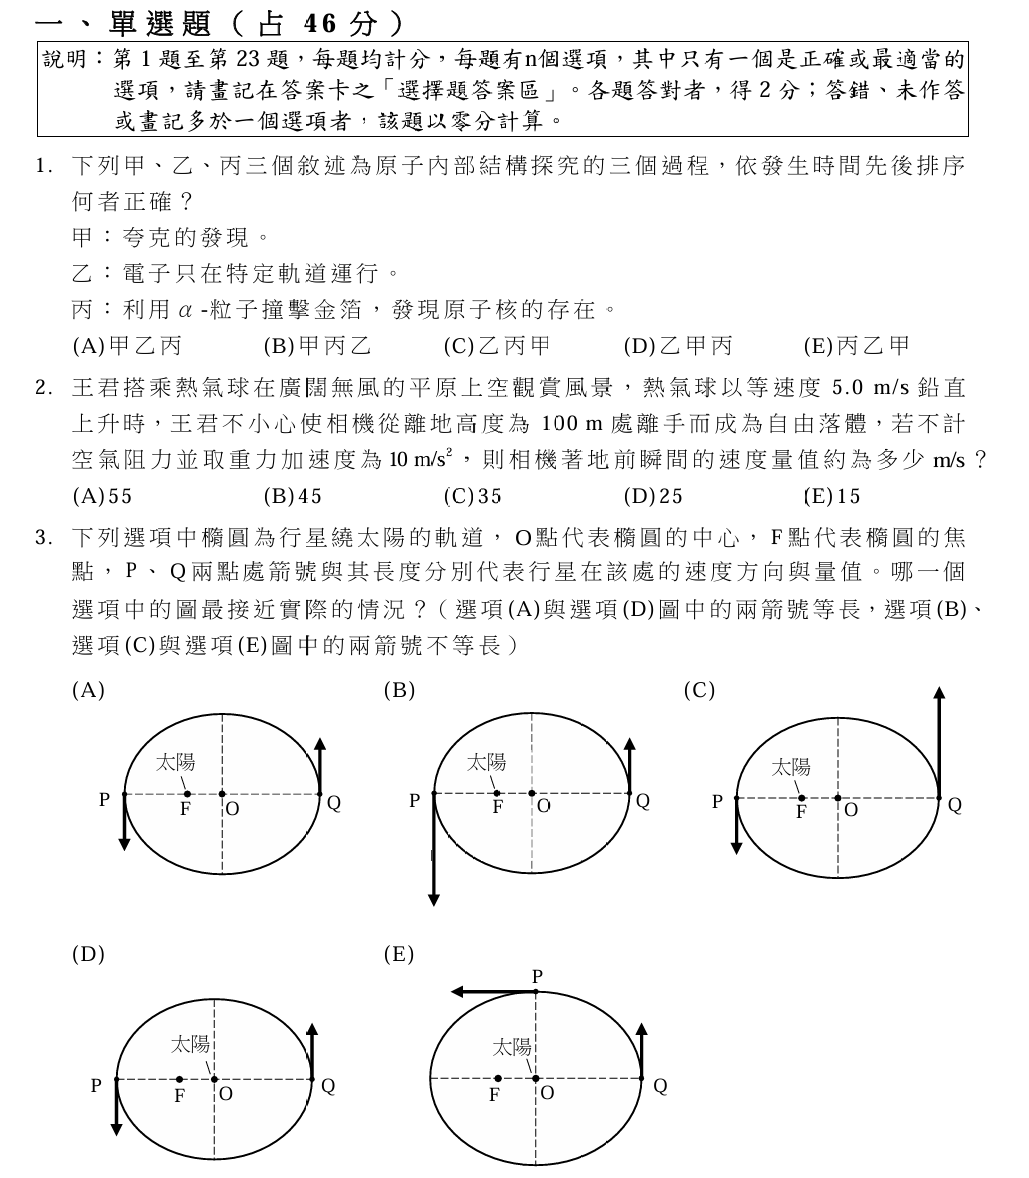 一、單選題（占 46 分）
說明：第 1 題至第 23 題，每題均計分，每題有n個選項，其中只有一個是正確或最適當的
選項，請畫記在答案卡之「選擇題答案區」。各題答對者，得 2 分；答錯、未作答
或畫記多於一個選項者，該題以零分計算。
1. 下列甲、乙、丙三個敘述為原子內部結構探究的三個過程，依發生時間先後排序
何者正確？
甲：夸克的發現。
乙：電子只在特定軌道運行。
丙：利用α-粒子撞擊金箔，發現原子核的存在。
(A)甲乙丙 (B)甲丙乙 (C)乙丙甲 (D)乙甲丙 (E)丙乙甲
2. 王君搭乘熱氣球在廣闊無風的平原上空觀賞風景，熱氣球以等速度 5.0 m/s 鉛直
上升時，王君不小心使相機從離地高度為 100 m 處離手而成為自由落體，若不計
空氣阻力並取重力加速度為 10 m/s²，則相機著地前瞬間的速度量值約為多少 m/s？
(A)55 (B)45 (C)35 (D)25 (E)15
3. 下列選項中橢圓為行星繞太陽的軌道，O點代表橢圓的中心，F點代表橢圓的焦
點，P、Q兩點處箭號與其長度分別代表行星在該處的速度方向與量值。哪一個
選項中的圖最接近實際的情況？（選項(A)與選項(D)圖中的兩箭號等長，選項(B)、
選項(C)與選項(E)圖中的兩箭號不等長）
(A) (B) (C)
太陽 太陽 太陽
P F O Q P F O Q P F O Q
(D) (E)
P
太陽 太陽
P F O Q F O Q